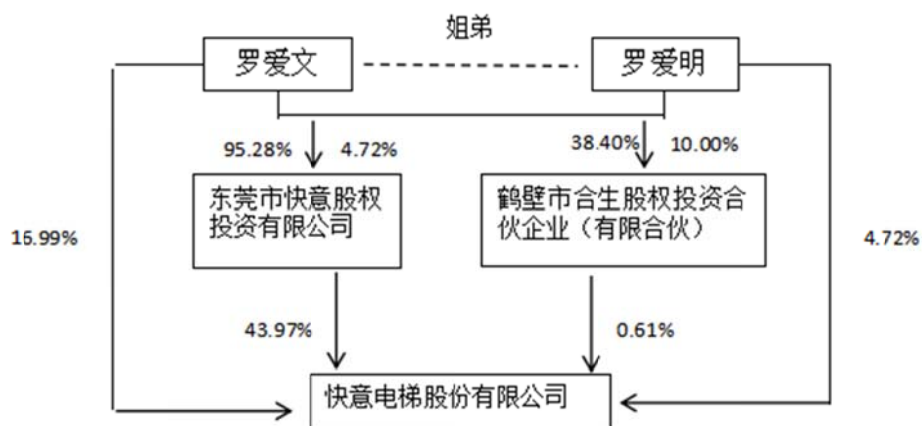 姐弟
罗爱文
罗爱明
95.28%
4.72%
38.40%
10.00%
东莞市快意股权
投资有限公司
鹤壁市合生股权投资合
伙企业（有限合伙）
16.99%
4.72%
43.97%
0.61%
快意电梯股份有限公司